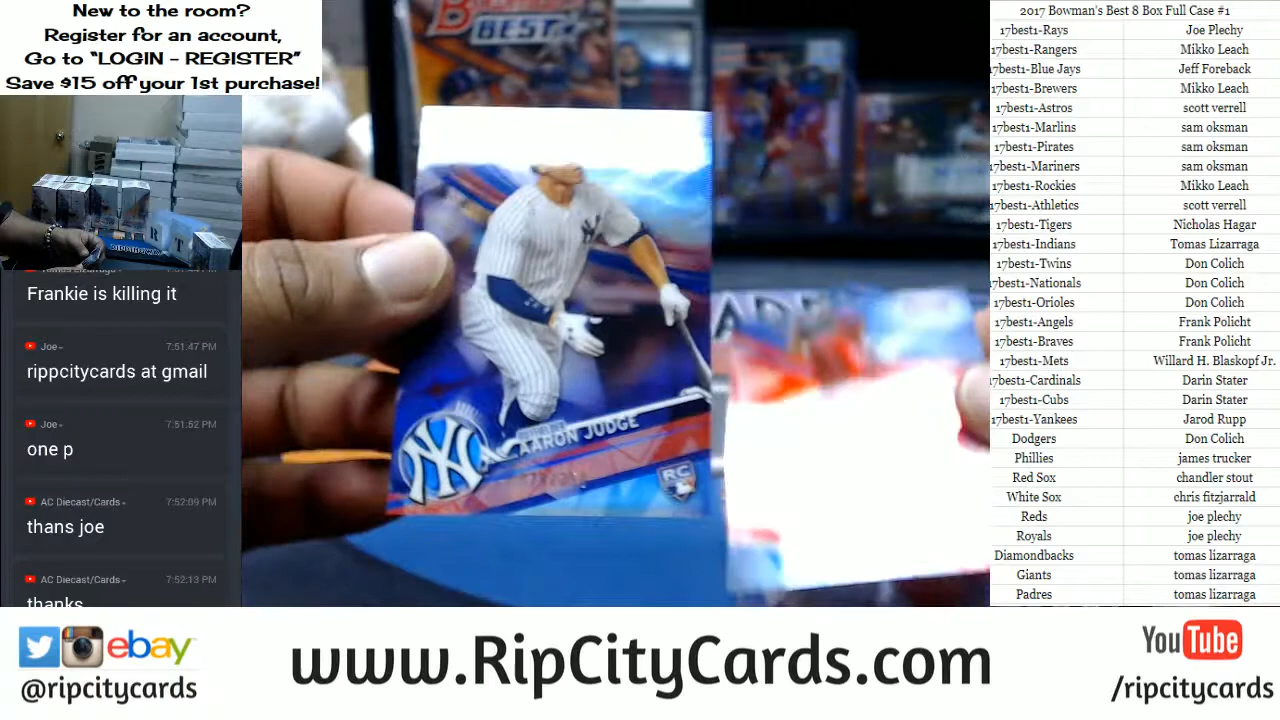 New to the room?
Register for an account,
Go to “LOGIN - REGISTER”
Save $15 off your 1st purchase!
Frankie is killing it
Joe
7:51:47 PM
rippcitycards at gmail
Joe
7:51:52 PM
one p
AC Diecast/Cards
7:52:09 PM
thans joe
AC Diecast/Cards
7:52:13 PM
thanks
BEST
NY
AARON JUDGE
RC
2017 Bowman's Best 8 Box Full Case #1
17best1-Rays Joe Plechy
17best1-Rangers Mikko Leach
17best1-Blue Jays Jeff Foreback
17best1-Brewers Mikko Leach
17best1-Astros scott verrell
17best1-Marlins sam oksman
17best1-Pirates sam oksman
17best1-Mariners sam oksman
17best1-Rockies Mikko Leach
17best1-Athletics scott verrell
17best1-Tigers Nicholas Hagar
17best1-Indians Tomas Lizarraga
17best1-Twins Don Colich
17best1-Nationals Don Colich
17best1-Orioles Don Colich
17best1-Angels Frank Policht
17best1-Braves Frank Policht
17best1-Mets Willard H. Blaskopf Jr.
17best1-Cardinals Darin Stater
17best1-Cubs Darin Stater
17best1-Yankees Jarod Rupp
Dodgers Don Colich
Phillies james trucker
Red Sox chandler stout
White Sox chris fitzjarrald
Reds joe plechy
Royals joe plechy
Diamondbacks tomas lizarraga
Giants tomas lizarraga
Padres tomas lizarraga
ebay
@ripcitycards
www.RipCityCards.com
YouTube
/ripcitycards